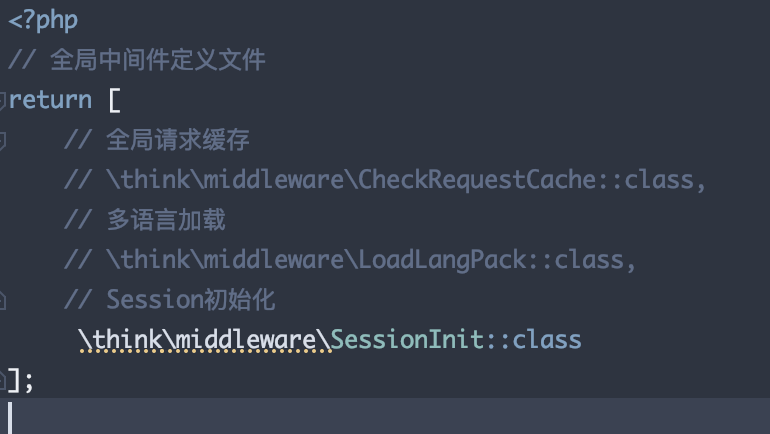 <?php
// 全局中间件定义文件
return [
// 全局请求缓存
// \think\middleware\CheckRequestCache::class,
// 多语言加载
// \think\middleware\LoadLangPack::class,
// Session初始化
\think\middleware\SessionInit::class
];